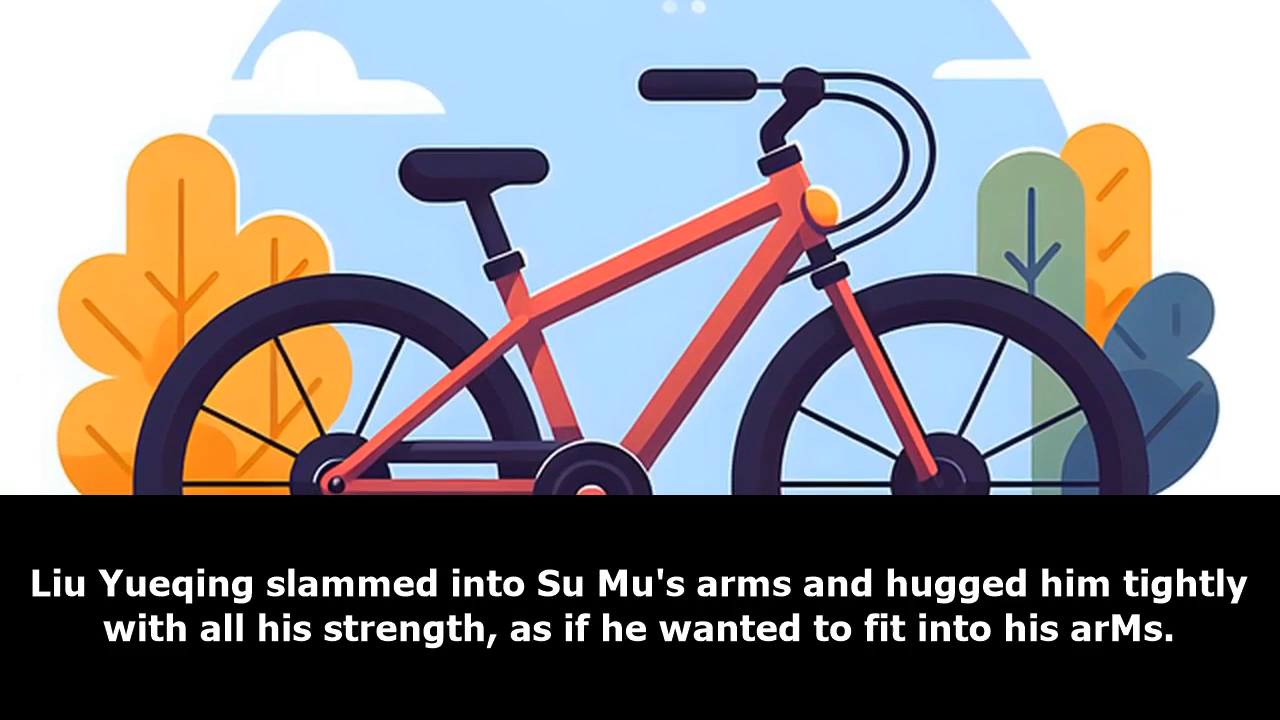 Liu Yueqing slammed into Su Mu's arms and hugged him tightly
with all his strength, as if he wanted to fit into his arMs.